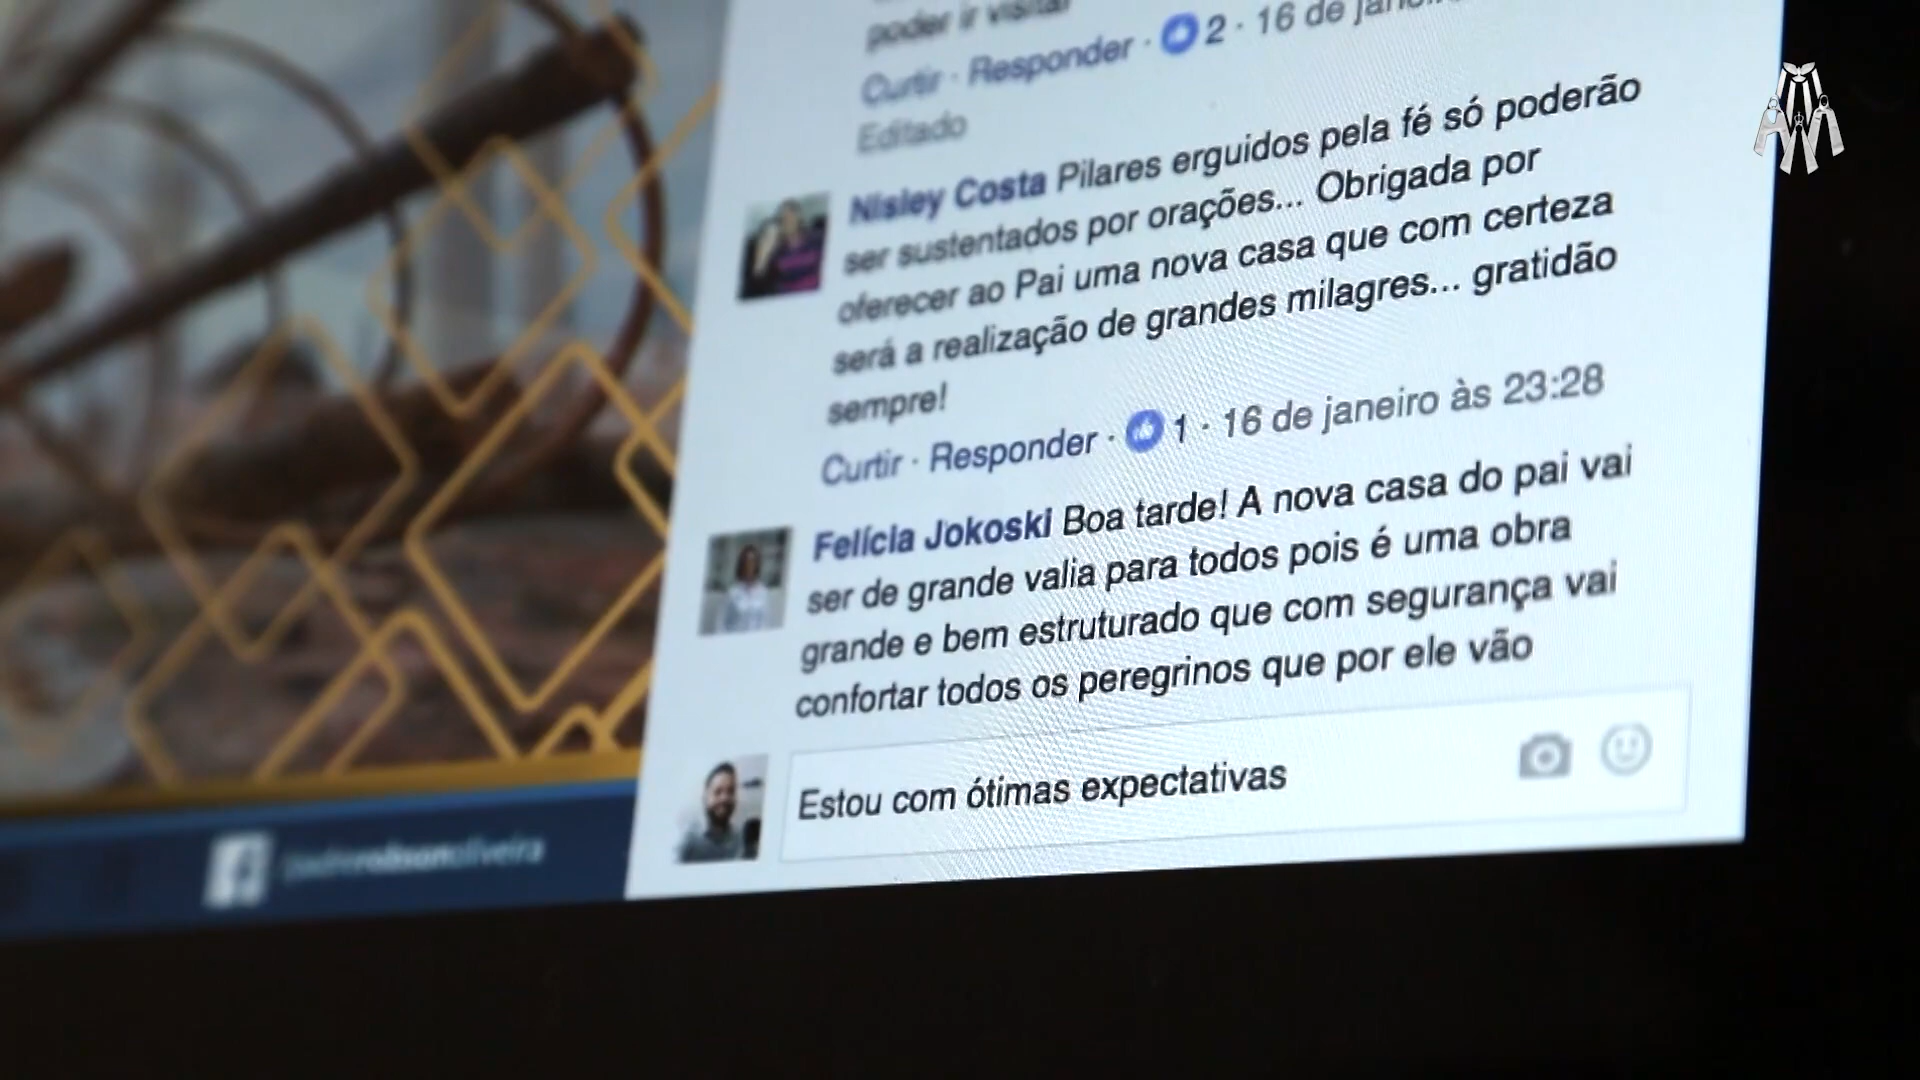 poder ir visitar
Curtir · Responder · 2 · 16 de
Editado
Nisley Costa Pilares erguidos pela fé só poderão
ser sustentados por orações... Obrigada por
oferecer ao Pai uma nova casa que com certeza
será a realização de grandes milagres... gratidão
sempre!
Curtir · Responder · 1 · 16 de janeiro às 23:28
Felícia Jokoski Boa tarde! A nova casa do pai vai
ser de grande valia para todos pois é uma obra
grande e bem estruturado que com segurança vai
confortar todos os peregrinos que por ele vão
Estou com ótimas expectativas